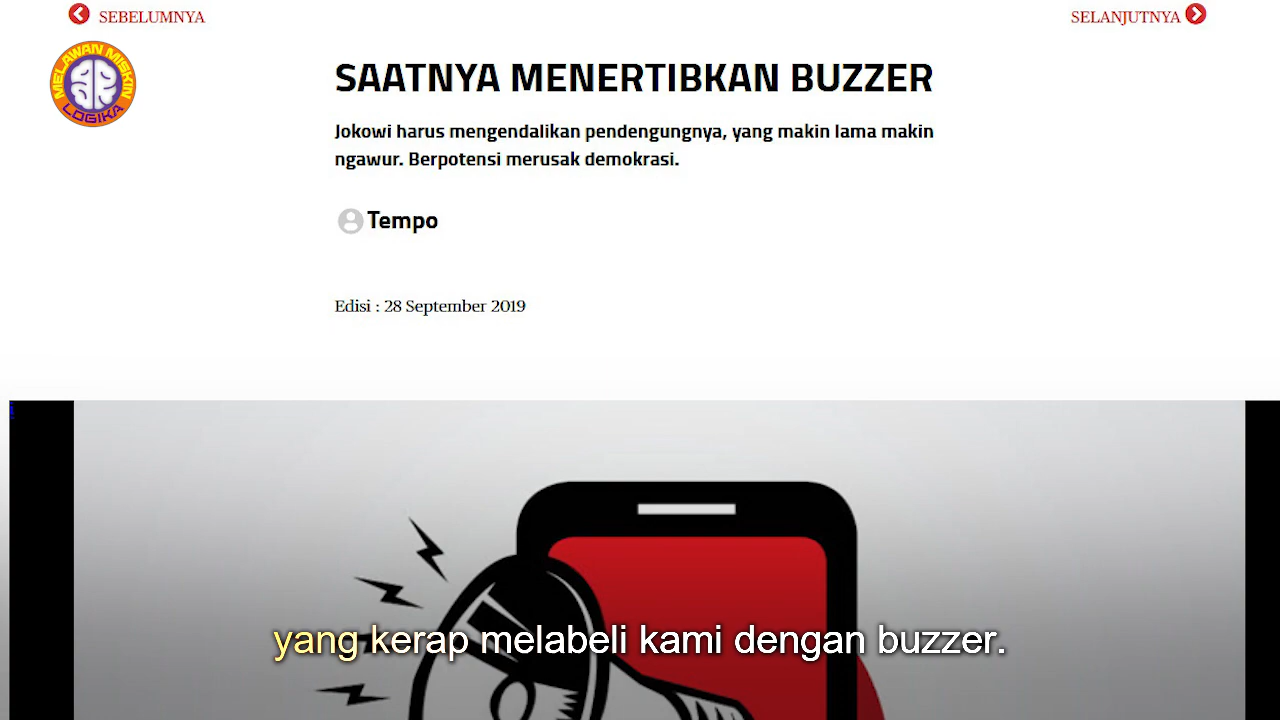 SEBELUMNYA
SELANJUTNYA
MELAWAN MISKIN
LOGIKA
SAATNYA MENERTIBKAN BUZZER
Jokowi harus mengendalikan pendengungnya, yang makin lama makin
ngawur. Berpotensi merusak demokrasi.
Tempo
Edisi : 28 September 2019
yang kerap melabeli kami dengan buzzer.